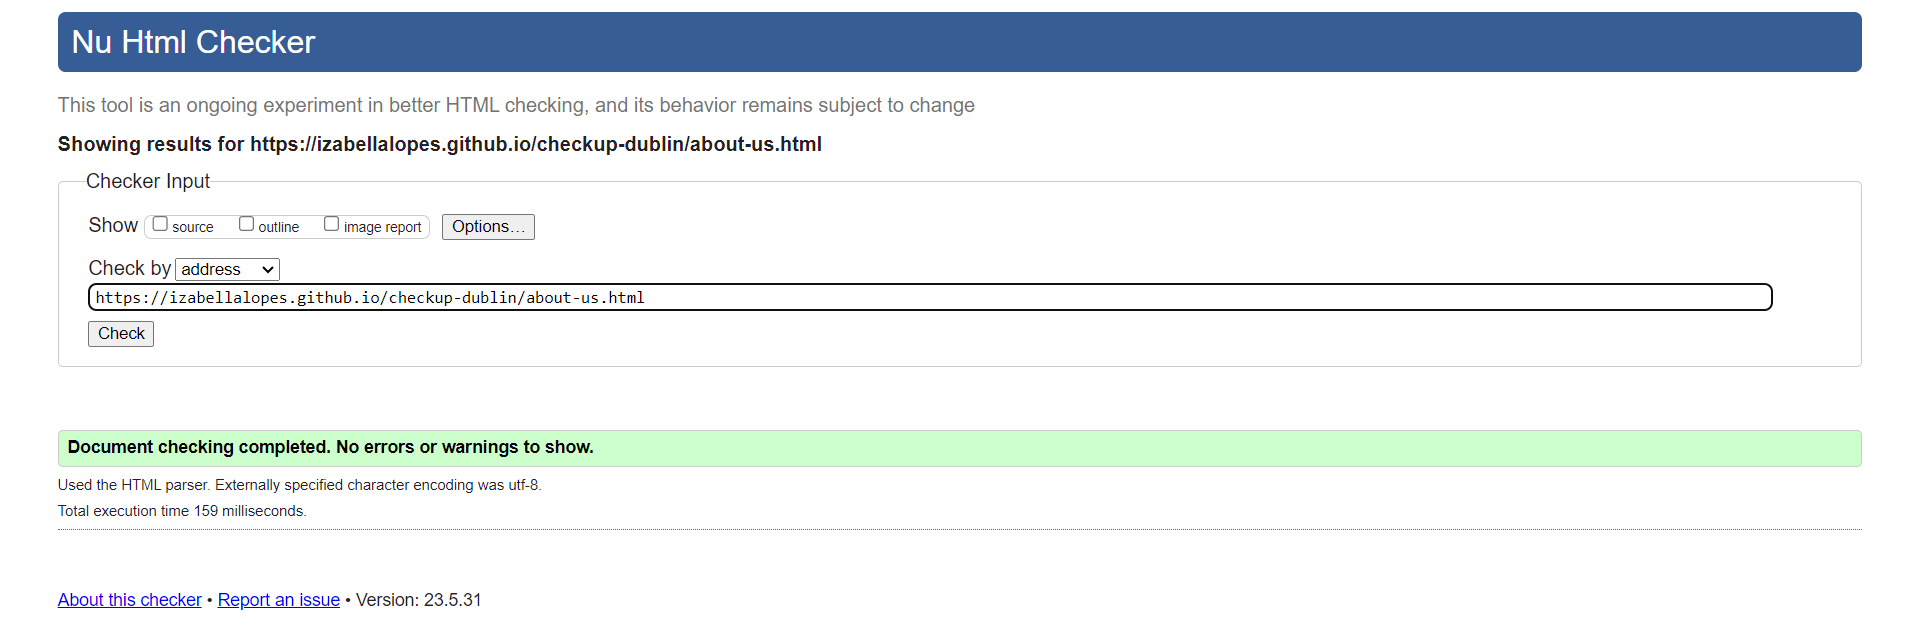 Nu Html Checker
This tool is an ongoing experiment in better HTML checking, and its behavior remains subject to change
Showing results for https://izabellalopes.github.io/checkup-dublin/about-us.html
Checker Input
Show source outline image report Options...
Check by address
https://izabellalopes.github.io/checkup-dublin/about-us.html
Check
Document checking completed. No errors or warnings to show.
Used the HTML parser. Externally specified character encoding was utf-8.
Total execution time 159 milliseconds.
About this checker • Report an issue • Version: 23.5.31